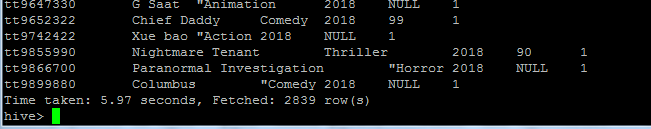 tt9647330 G Saat "Animation 2018 NULL 1
tt9652322 Chief Daddy Comedy 2018 99 1
tt9742422 Xue bao "Action 2018 NULL 1
tt9855990 Nightmare Tenant Thriller 2018 90 1
tt9866700 Paranormal Investigation "Horror 2018 NULL 1
tt9899880 Columbus "Comedy 2018 NULL 1
Time taken: 5.97 seconds, Fetched: 2839 row(s)
hive>